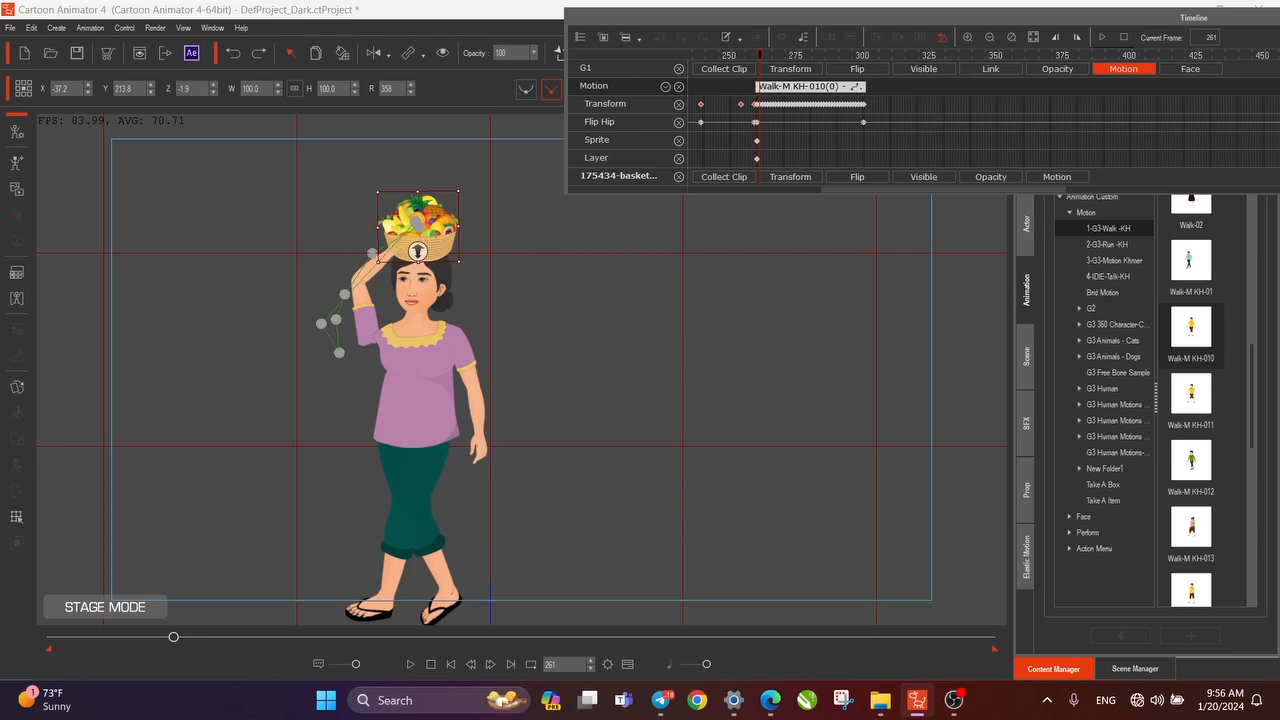 Cartoon Animator 4 (Cartoon Animator 4-64bit) - DefProject_Dark.ctProject *
Timeline
File Edit Create Animation Control Render View Window Help
Current Frame: 261
Ae Opacity : 100
250 275 300 325 350 375 400 425 450
G1 Collect Clip Transform Flip Visible Link Opacity Motion Face
X -37.2 Y 213.8 Z -1.9 W 100.0 H 100.0 R 358
Motion Walk-M KH-010(0) -
Transform
FPS: 83.99, AVG: 70.71
Flip Hip
Sprite
Layer
175434-basket... Collect Clip Transform Flip Visible Opacity Motion
Actor
Animation
Scene
SFX
Prop
Elastic Motion
Animation Custom
Motion
1-G3-Walk -KH
2-G3-Run -KH
3-G3-Motion Khmer
4-IDIE-Talk-KH
Bnd Motion
G2
G3 360 Character-C...
G3 Animals - Cats
G3 Animals - Dogs
G3 Free Bone Sample
G3 Human
G3 Human Motions ...
G3 Human Motions ...
G3 Human Motions ...
G3 Human Motions-...
New Folder1
Take A Box
Take A Item
Face
Perform
Action Menu
Walk-02
Walk-M KH-01
Walk-M KH-010
Walk-M KH-011
Walk-M KH-012
Walk-M KH-013
STAGE MODE
261
Content Manager Scene Manager
1
73°F
Sunny
Search
PRE
ENG
9:56 AM
1/20/2024